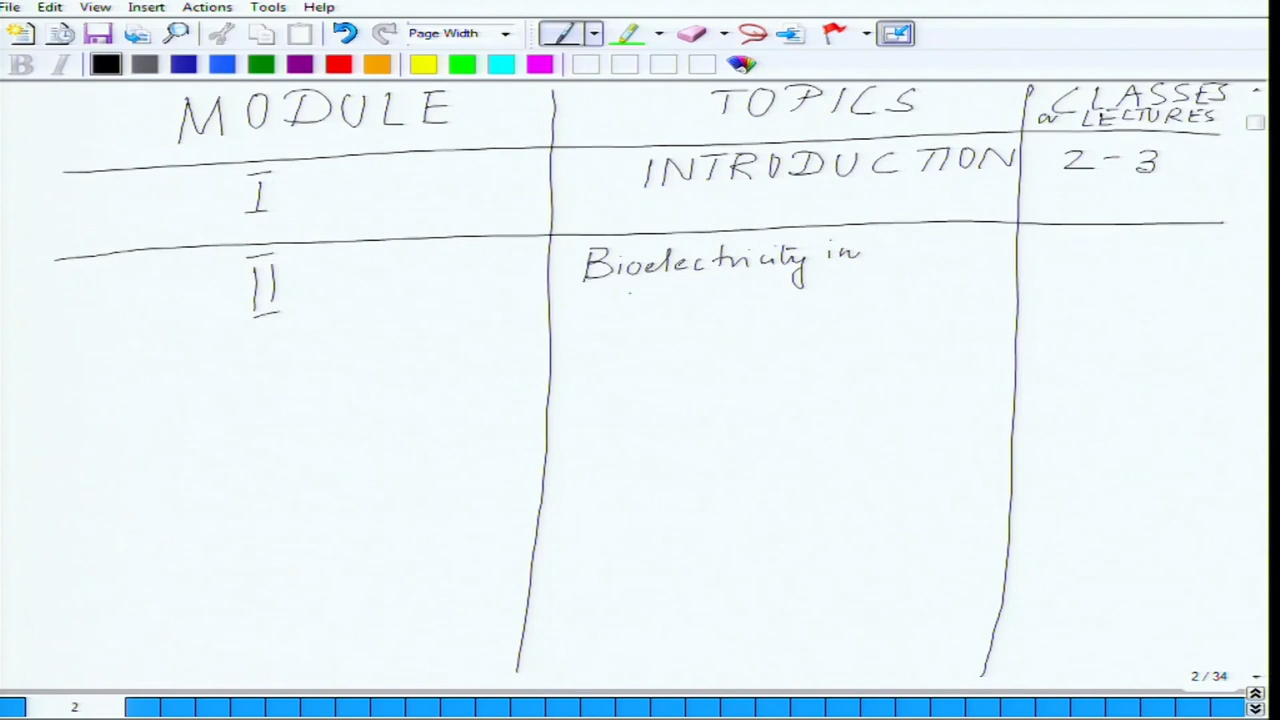 File Edit View Insert Actions Tools Help
Page Width
B I
MODULE TOPICS CLASSES
or LECTURES
I INTRODUCTION 2-3
II Bioelectricity in
2 / 34
2